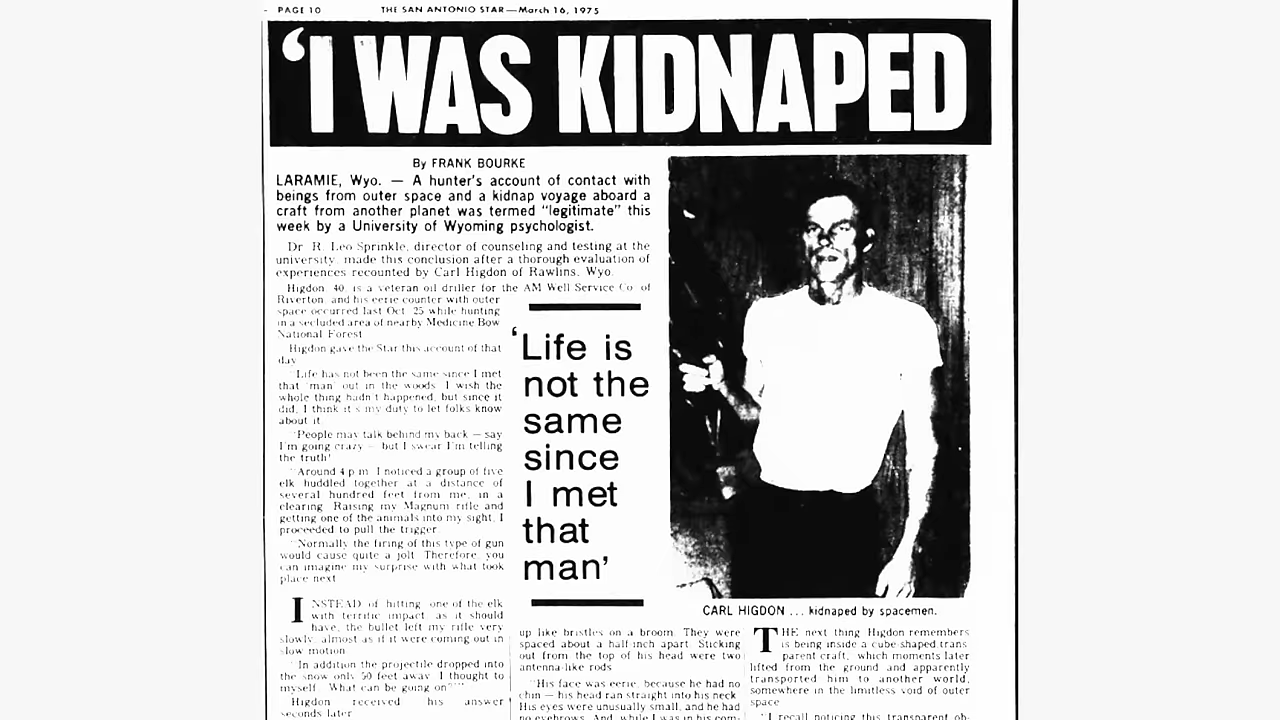 - PAGE 10
THE SAN ANTONIO STAR—March 16, 1975
‘I WAS KIDNAPED
By FRANK BOURKE
LARAMIE, Wyo. — A hunter's account of contact with
beings from outer space and a kidnap voyage aboard a
craft from another planet was termed "legitimate" this
week by a University of Wyoming psychologist.
Dr. R. Leo Sprinkle, director of counseling and testing at the
university, made this conclusion after a thorough evaluation of
experiences recounted by Carl Higdon of Rawlins, Wyo.
Higdon, 40, is a veteran oil driller for the AM Well Service Co. of
Riverton, and his eerie counter with outer
space occurred last Oct. 25 while hunting
in a secluded area of nearby Medicine Bow
National Forest.
Higdon gave the Star this account of that
day
"Life has not been the same since I met
that 'man' out in the woods. I wish the
whole thing hadn't happened, but since it
did, I think it's my duty to let folks know
about it.
"People may talk behind my back — say
I'm going crazy — but I swear I'm telling
the truth!
"Around 4 p.m. I noticed a group of five
elk huddled together at a distance of
several hundred feet from me, in a
clearing. Raising my Magnum rifle and
getting one of the animals into my sight, I
proceeded to pull the trigger.
"Normally the firing of this type of gun
would cause quite a jolt. Therefore, you
can imagine my surprise with what took
place next.
INSTEAD of hitting one of the elk
with terrific impact, as it should
have, the bullet left my rifle very
slowly, almost as if it were coming out in
slow motion.
"In addition the projectile dropped into
the snow only 50 feet away. I thought to
myself, 'What can be going on?'"
Higdon received his answer
seconds later
‘Life is
not the
same
since
I met
that
man’
up like bristles on a broom. They were
spaced about a half-inch apart. Sticking
out from the top of his head were two
antenna-like rods.
"His face was eerie, because he had no
chin — his head ran straight into his neck.
His eyes were unusually small, and he had
no eyebrows. And, while I was in his com-
CARL HIGDON ... kidnaped by spacemen.
THE next thing Higdon remembers
is being inside a cube-shaped trans
parent craft, which moments later
lifted from the ground and apparently
transported him to another world,
somewhere in the limitless void of outer
space
"I recall noticing this transparent ob-